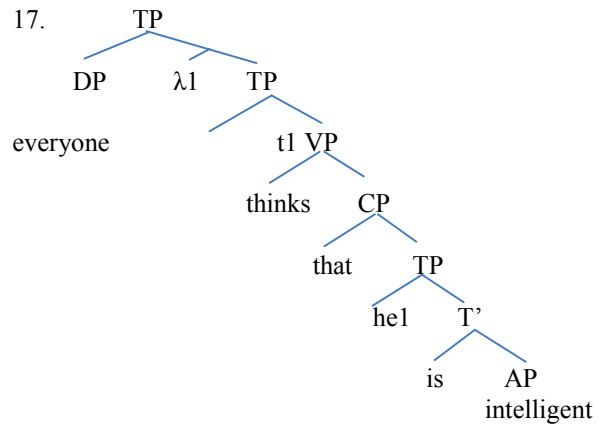 17. TP
DP λ1 TP
everyone t1 VP
thinks CP
that TP
he1 T’
is AP
intelligent